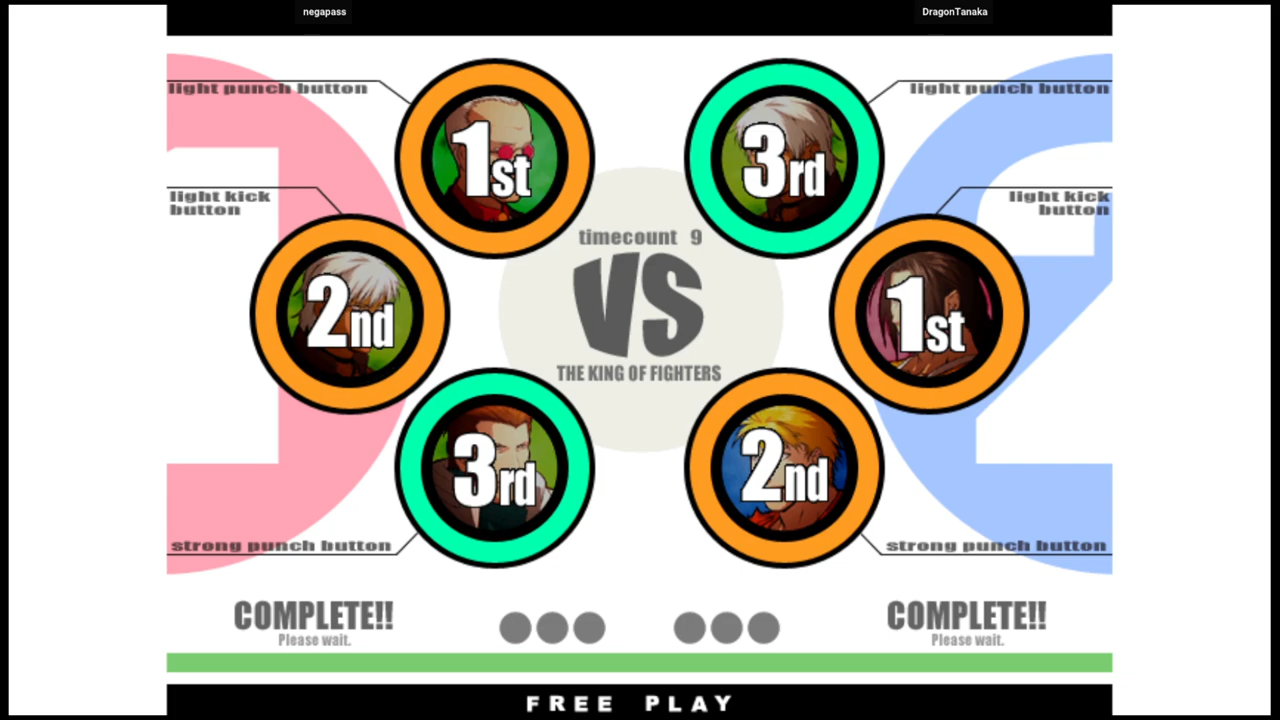 negapass
DragonTanaka
light punch button
light punch button
1st
3rd
light kick
button
light kick
button
timecount 9
VS
THE KING OF FIGHTERS
2nd
1st
3rd
2nd
strong punch button
strong punch button
COMPLETE!!
Please wait.
COMPLETE!!
Please wait.
FREE PLAY